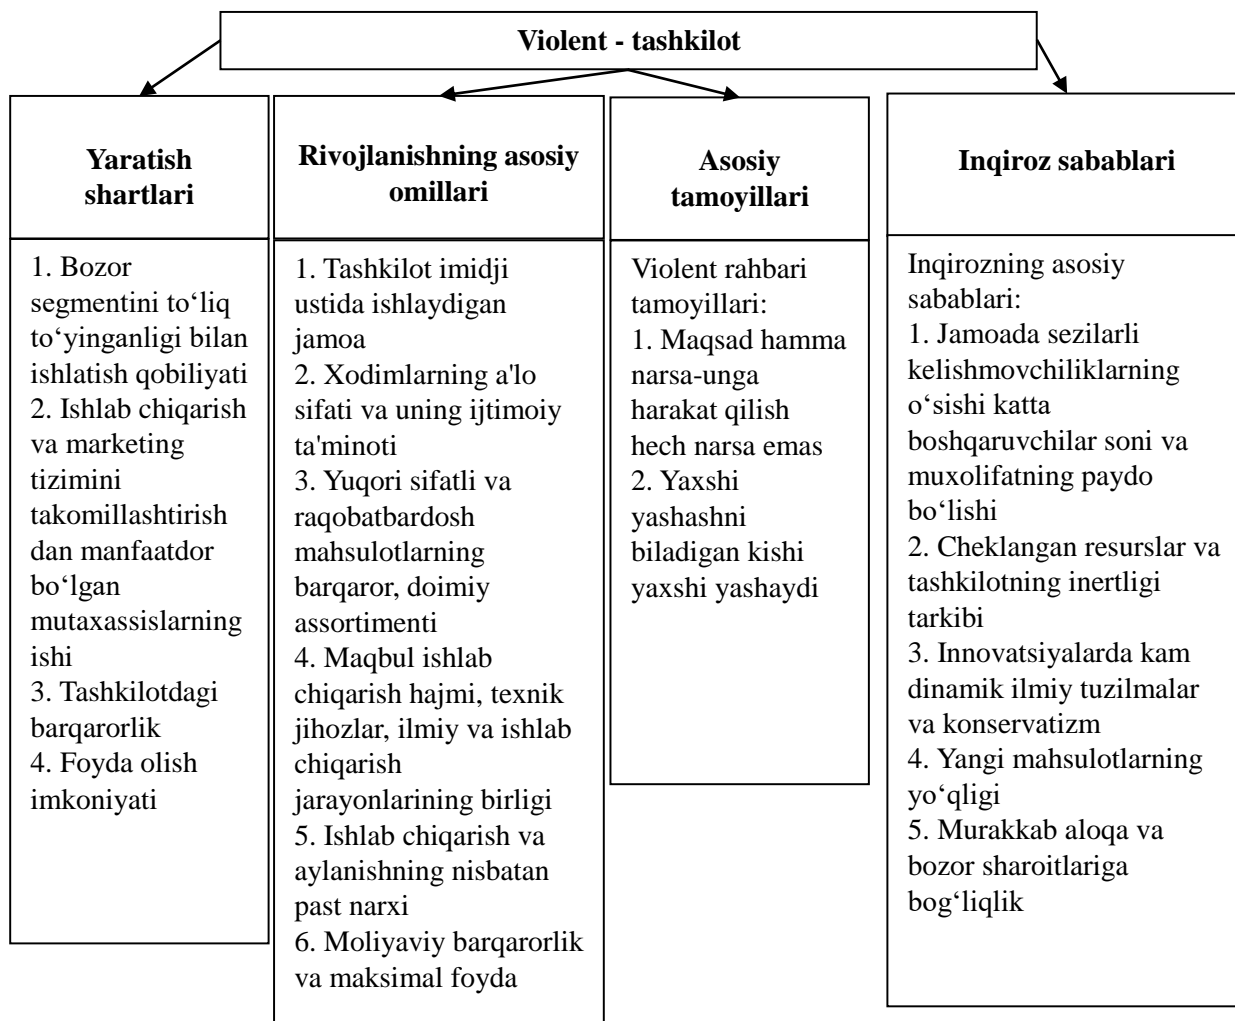 Violent - tashkilot
Yaratish
shartlari
1. Bozor
segmentini to‘liq
to‘yinganligi bilan
ishlatish qobiliyati
2. Ishlab chiqarish
va marketing
tizimini
takomillashtirish
dan manfaatdor
bo‘lgan
mutaxassislarning
ishi
3. Tashkilotdagi
barqarorlik
4. Foyda olish
imkoniyati
Rivojlanishning asosiy
omillari
1. Tashkilot imidji
ustida ishlaydigan
jamoa
2. Xodimlarning a'lo
sifati va uning ijtimoiy
ta'minoti
3. Yuqori sifatli va
raqobatbardosh
mahsulotlarning
barqaror, doimiy
assortimenti
4. Maqbul ishlab
chiqarish hajmi, texnik
jihozlar, ilmiy va ishlab
chiqarish
jarayonlarining birligi
5. Ishlab chiqarish va
aylanishning nisbatan
past narxi
6. Moliyaviy barqarorlik
va maksimal foyda
Asosiy
tamoyillari
Violent rahbari
tamoyillari:
1. Maqsad hamma
narsa-unga
harakat qilish
hech narsa emas
2. Yaxshi
yashashni
biladigan kishi
yaxshi yashaydi
Inqiroz sabablari
Inqirozning asosiy
sabablari:
1. Jamoada sezilarli
kelishmovchiliklarning
o‘sishi katta
boshqaruvchilar soni va
muxolifatning paydo
bo‘lishi
2. Cheklangan resurslar va
tashkilotning inertligi
tarkibi
3. Innovatsiyalarda kam
dinamik ilmiy tuzilmalar
va konservatizm
4. Yangi mahsulotlarning
yo‘qligi
5. Murakkab aloqa va
bozor sharoitlariga
bog‘liqlik